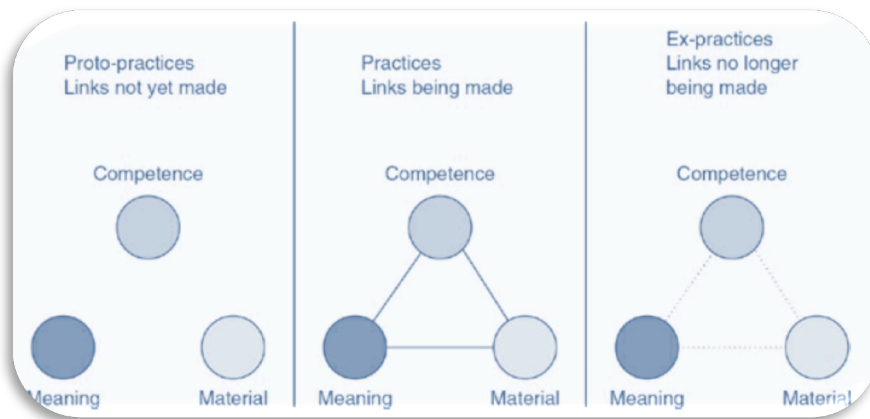 Proto-practices
Links not yet made
Competence
Meaning
Material
Practices
Links being made
Competence
Meaning
Material
Ex-practices
Links no longer
being made
Competence
Meaning
Material